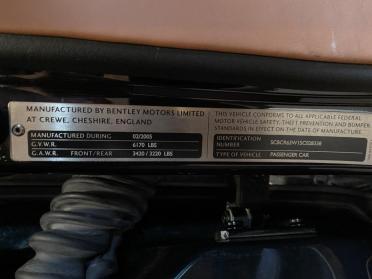 MANUFACTURED BY BENTLEY MOTORS LIMITED
AT CREWE, CHESHIRE, ENGLAND
MANUFACTURED DURING 02/2005
G.V.W.R. 6170 LBS
G.A.W.R. FRONT/REAR 3420 / 3220 LBS
THIS VEHICLE CONFORMS TO ALL APPLICABLE FEDERAL
MOTOR VEHICLE SAFETY, THEFT PREVENTION AND BUMPER
STANDARDS IN EFFECT ON THE DATE OF MANUFACTURE.
IDENTIFICATION
NUMBER
TYPE OF VEHICLE PASSENGER CAR